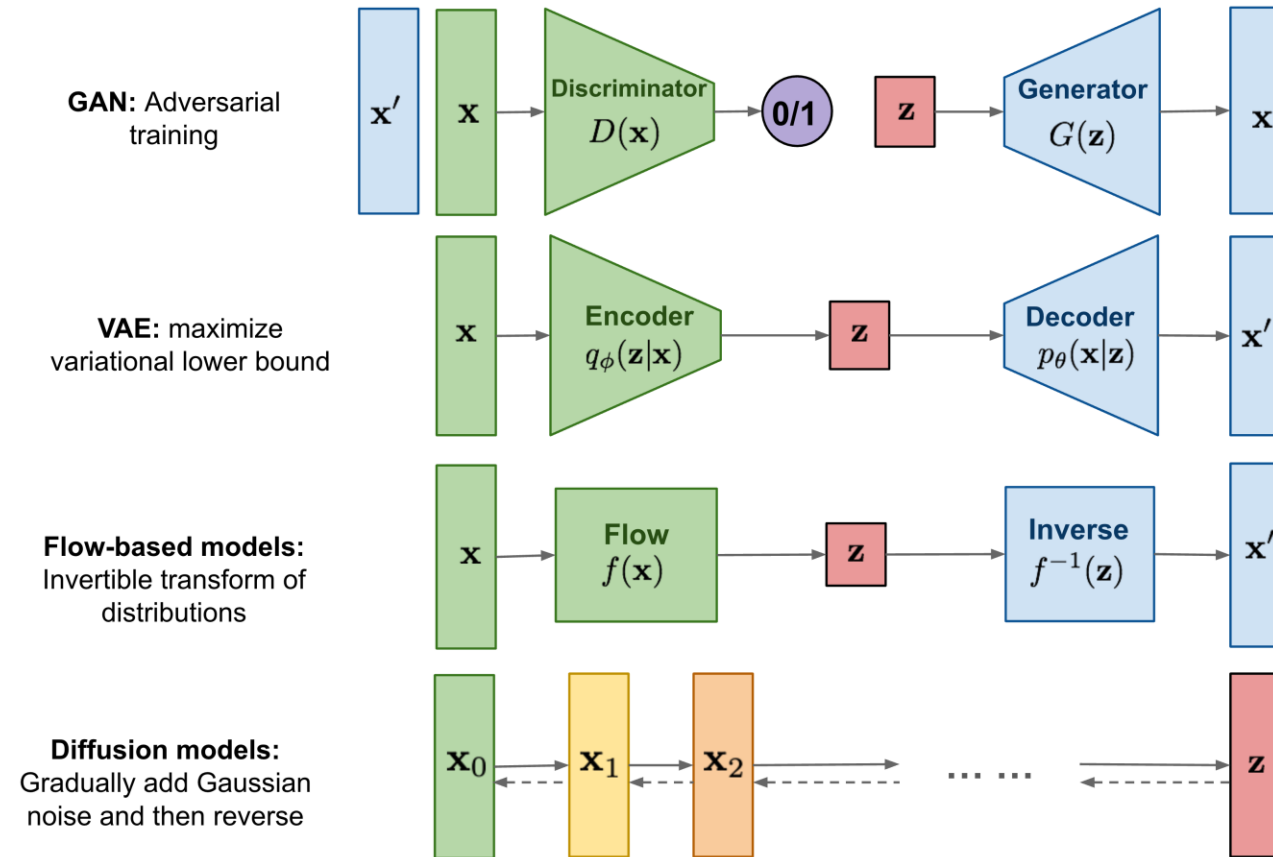 GAN: Adversarial
training
x′
x
Discriminator
D(x)
0/1
z
Generator
G(z)
x
VAE: maximize
variational lower bound
x
Encoder
qϕ(z|x)
z
Decoder
pθ(x|z)
x′
Flow-based models:
Invertible transform of
distributions
x
Flow
f(x)
z
Inverse
f⁻¹(z)
x′
Diffusion models:
Gradually add Gaussian
noise and then reverse
x₀
x₁
x₂
... ...
z